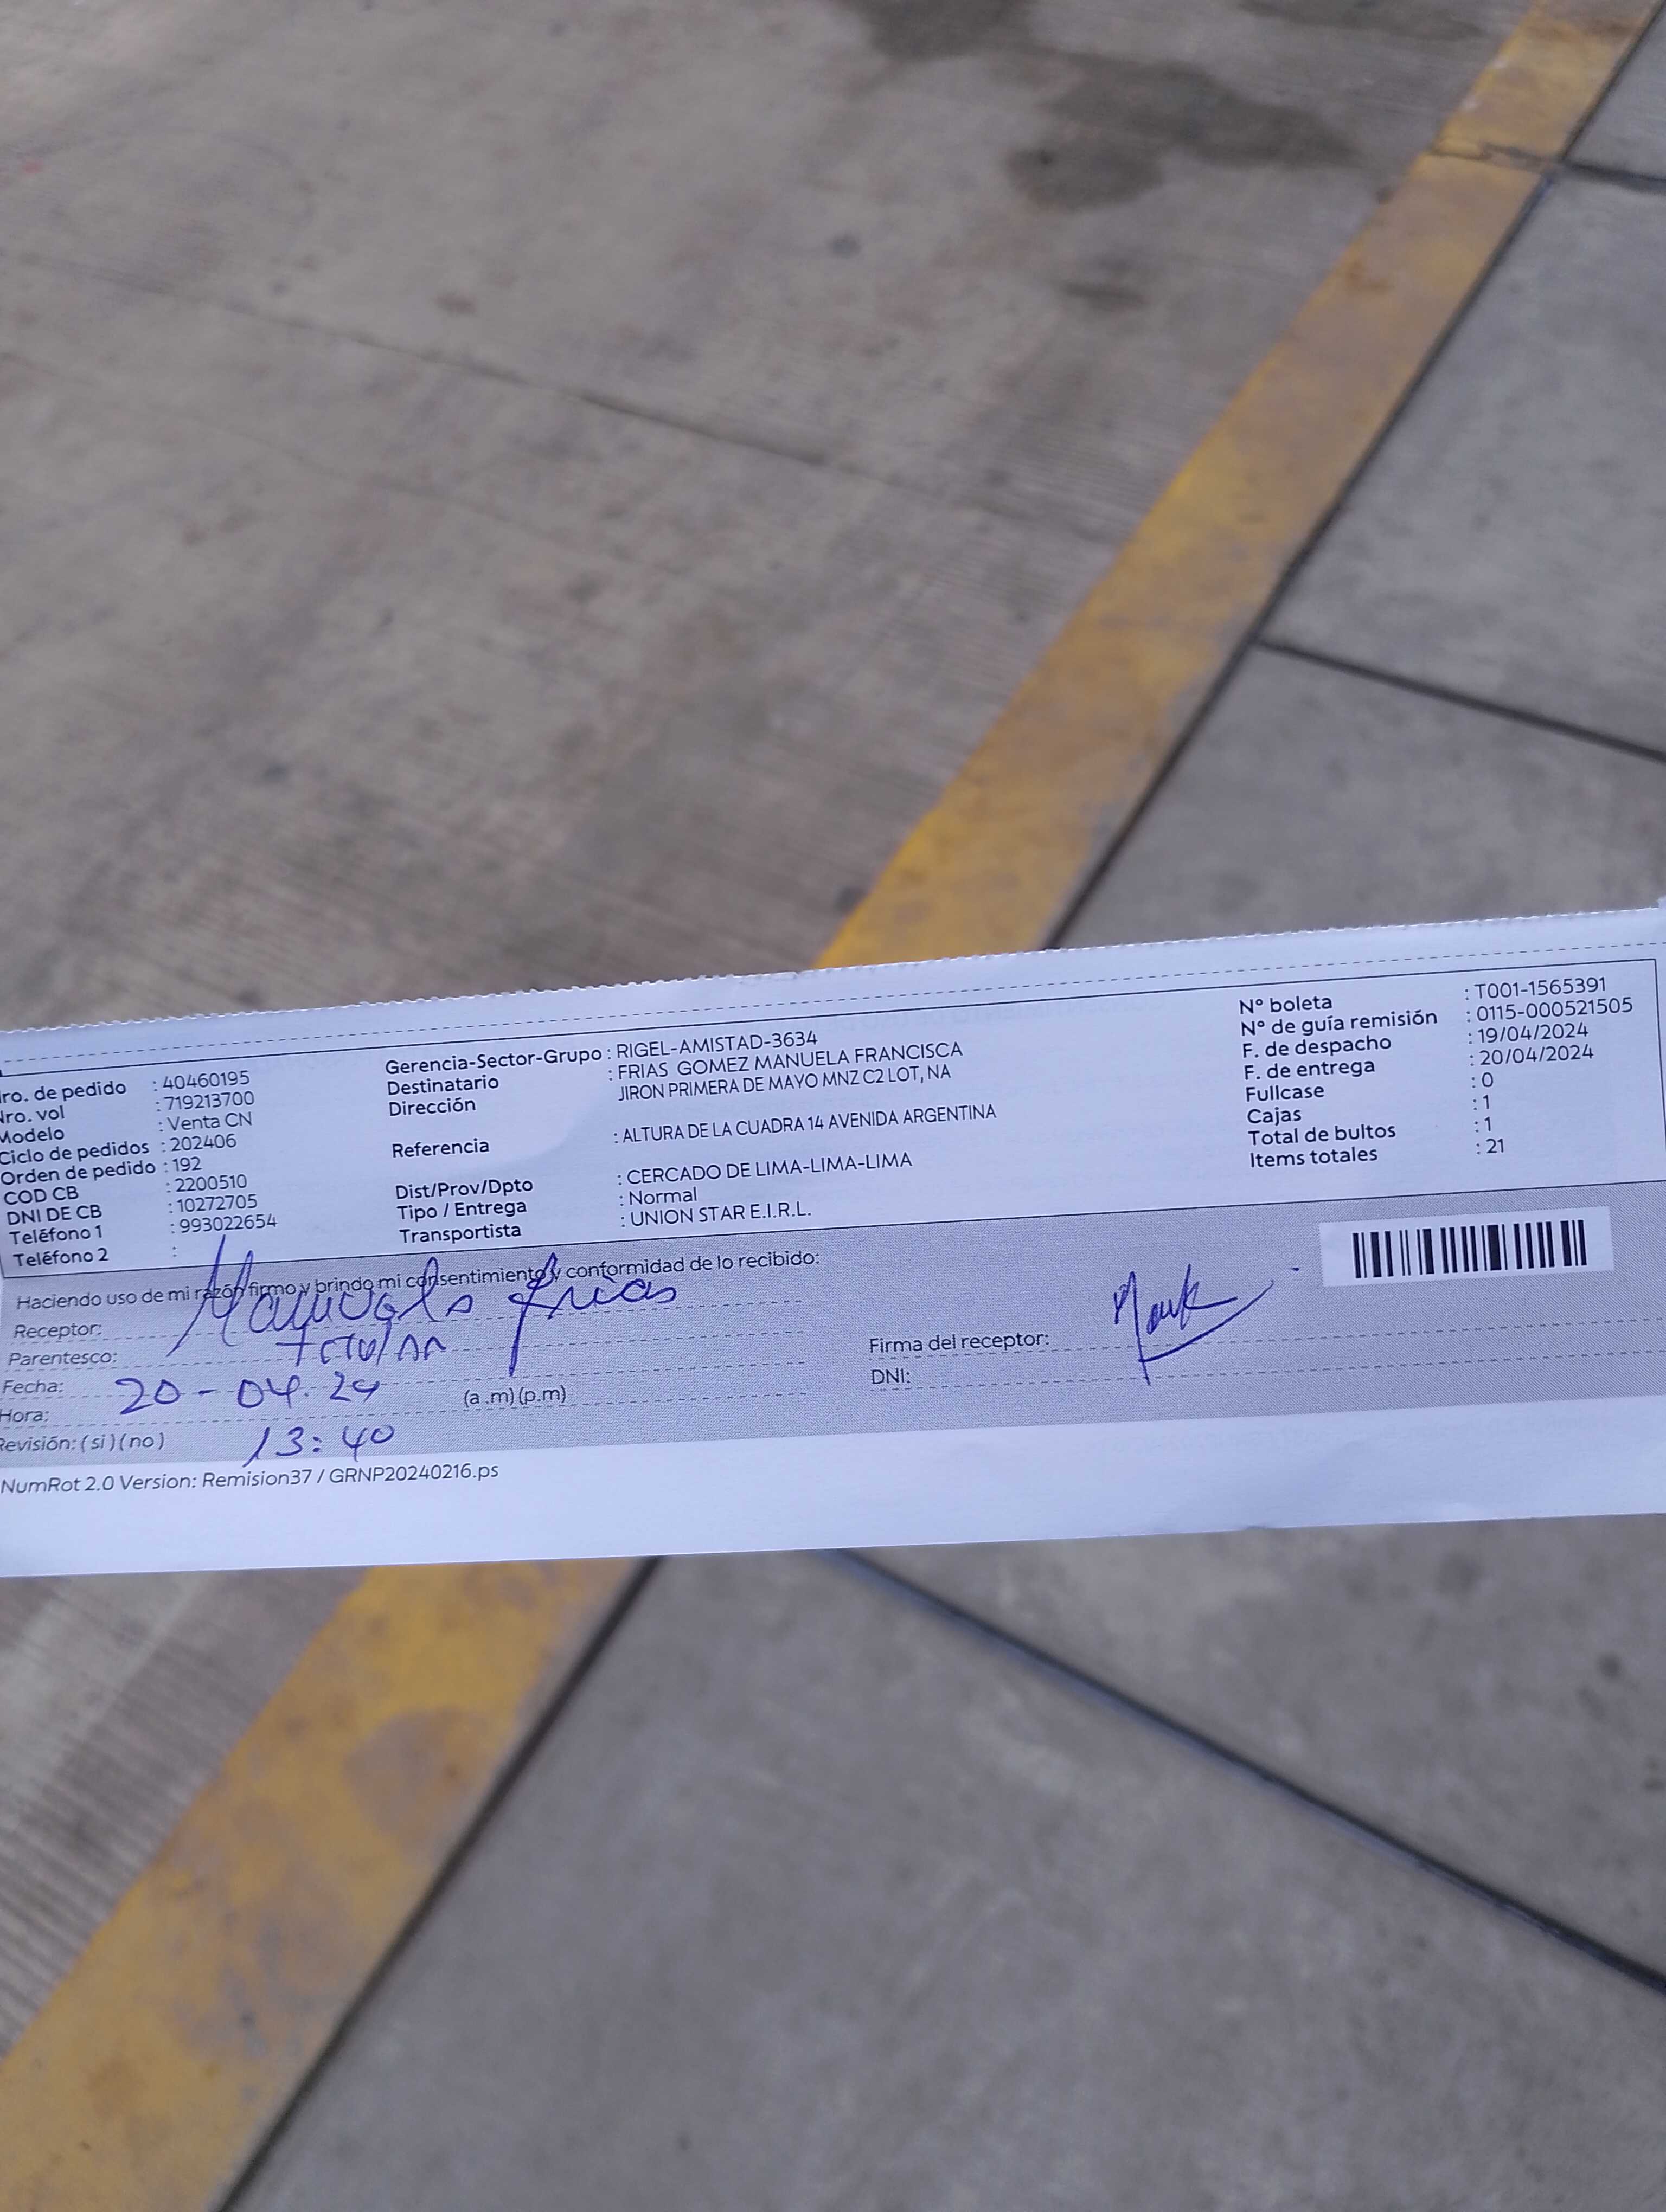 ro. de pedido : 40460195
Nro. vol : 719213700
Modelo : Venta CN
Ciclo de pedidos : 202406
Orden de pedido : 192
COD CB : 2200510
DNI DE CB : 10272705
Teléfono 1 : 993022654
Teléfono 2 :
Gerencia-Sector-Grupo : RIGEL-AMISTAD-3634
Destinatario : FRIAS GOMEZ MANUELA FRANCISCA
Dirección JIRON PRIMERA DE MAYO MNZ C2 LOT, NA
Referencia : ALTURA DE LA CUADRA 14 AVENIDA ARGENTINA
Dist/Prov/Dpto : CERCADO DE LIMA-LIMA-LIMA
Tipo / Entrega : Normal
Transportista : UNION STAR E.I.R.L.
N° boleta : T001-1565391
N° de guía remisión : 0115-000521505
F. de despacho : 19/04/2024
F. de entrega : 20/04/2024
Fullcase : 0
Cajas : 1
Total de bultos : 1
Items totales : 21
Haciendo uso de mi razón firmo y brindo mi consentimiento y conformidad de lo recibido:
Receptor: Manuela Frias
Parentesco: titular
Fecha: 20-04.24
Hora: (a .m) (p.m)
Revisión: ( si ) ( no ) 13:40
Firma del receptor:
DNI:
NumRot 2.0 Version: Remision37 / GRNP20240216.ps